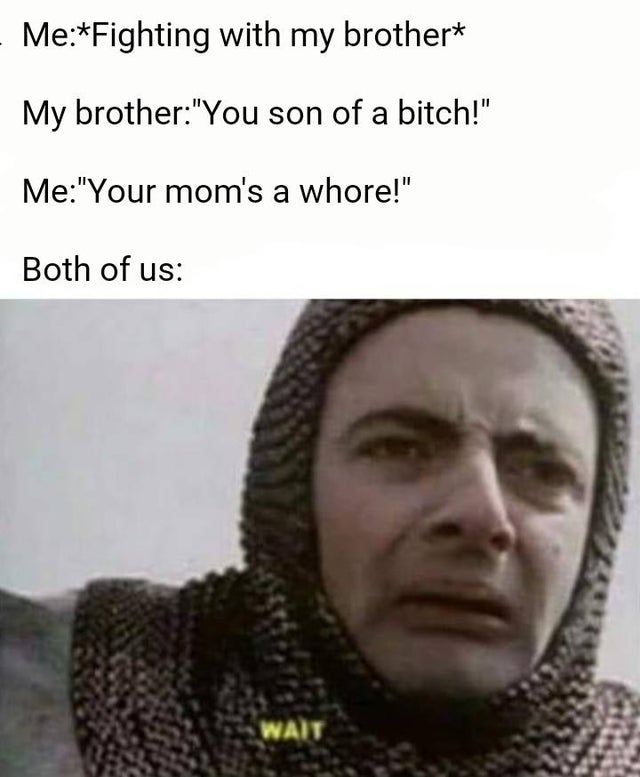 Me:*Fighting with my brother*
My brother:"You son of a bitch!"
Me:"Your mom's a whore!"
Both of us:
WAIT